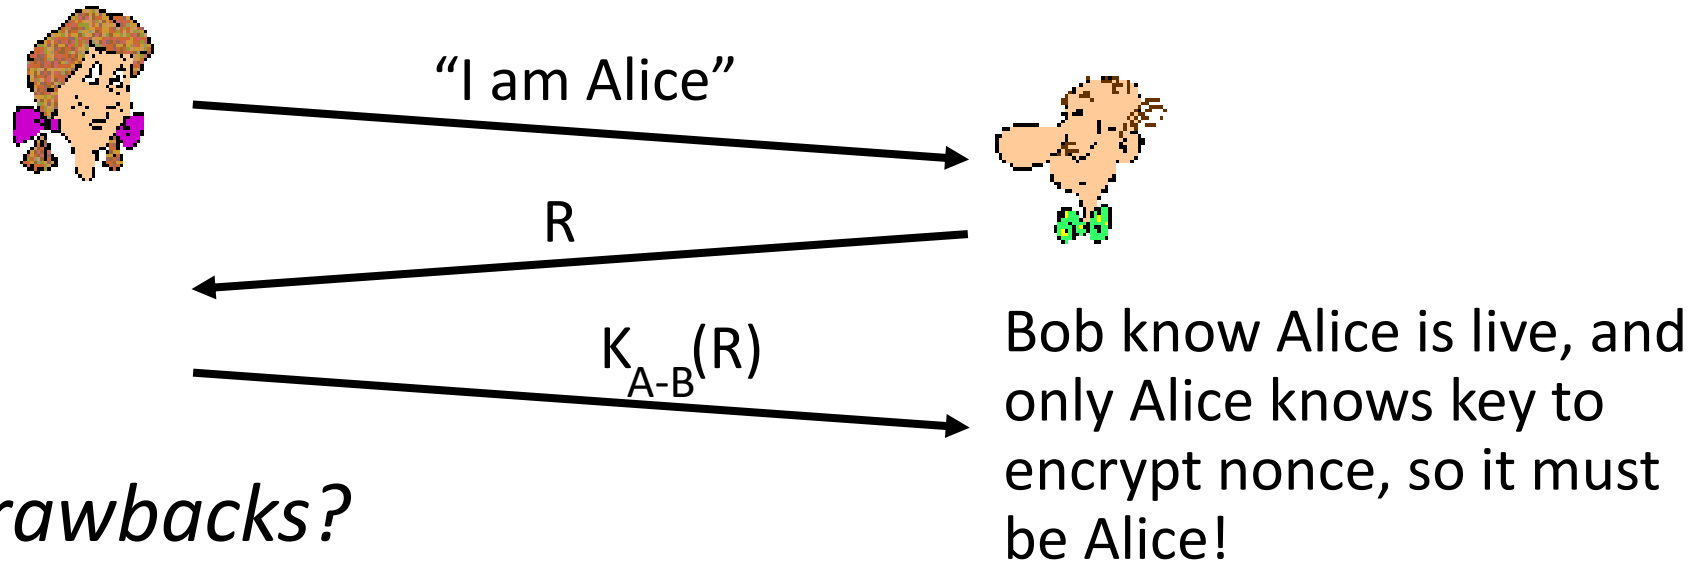 “I am Alice”
R
K A-B (R)
Bob know Alice is live, and
only Alice knows key to
encrypt nonce, so it must
be Alice!
rawbacks?